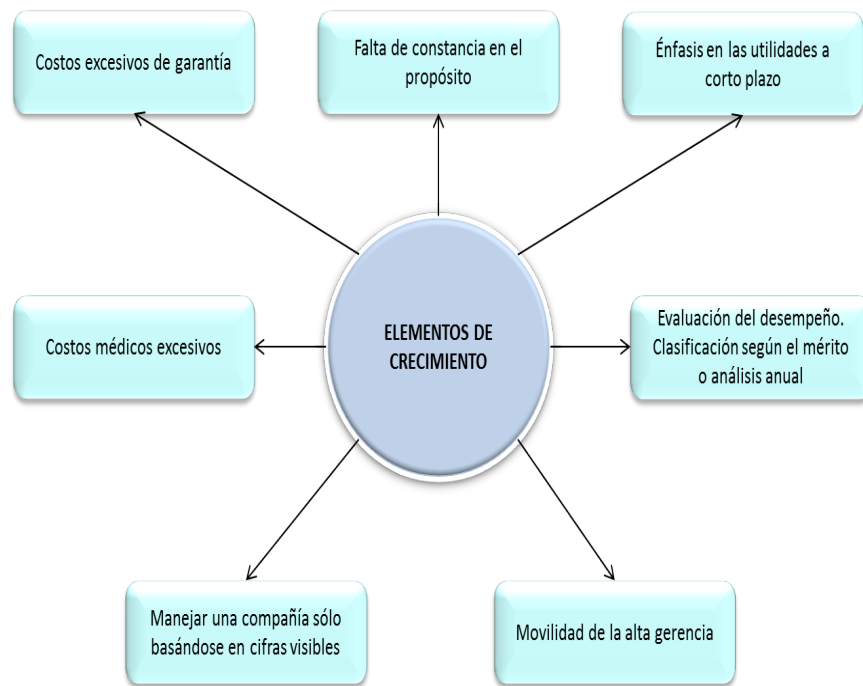 Costos excesivos de garantía
Falta de constancia en el
propósito
Énfasis en las utilidades a
corto plazo
Costos médicos excesivos
ELEMENTOS DE
CRECIMIENTO
Evaluación del desempeño.
Clasificación según el mérito
o análisis anual
Manejar una compañía sólo
basándose en cifras visibles
Movilidad de la alta gerencia